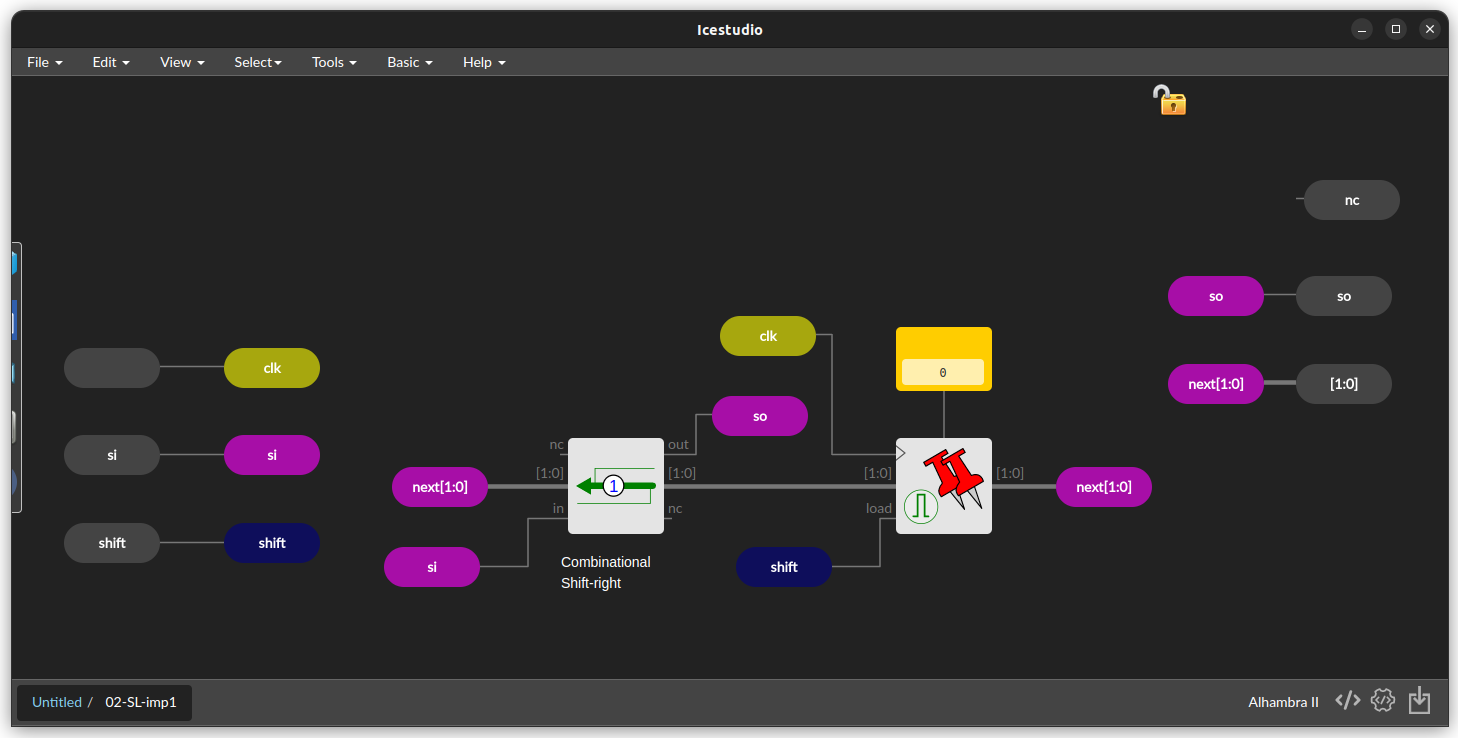 Icestudio
File Edit View Select Tools Basic Help
nc
so so
clk
clk
0
next[1:0] [1:0]
so
nc out
si si
[1:0] [1:0] [1:0] [1:0]
next[1:0] 1 next[1:0]
in nc load
shift shift
si
shift
Combinational
Shift-right
Untitled / 02-SL-imp1 Alhambra II